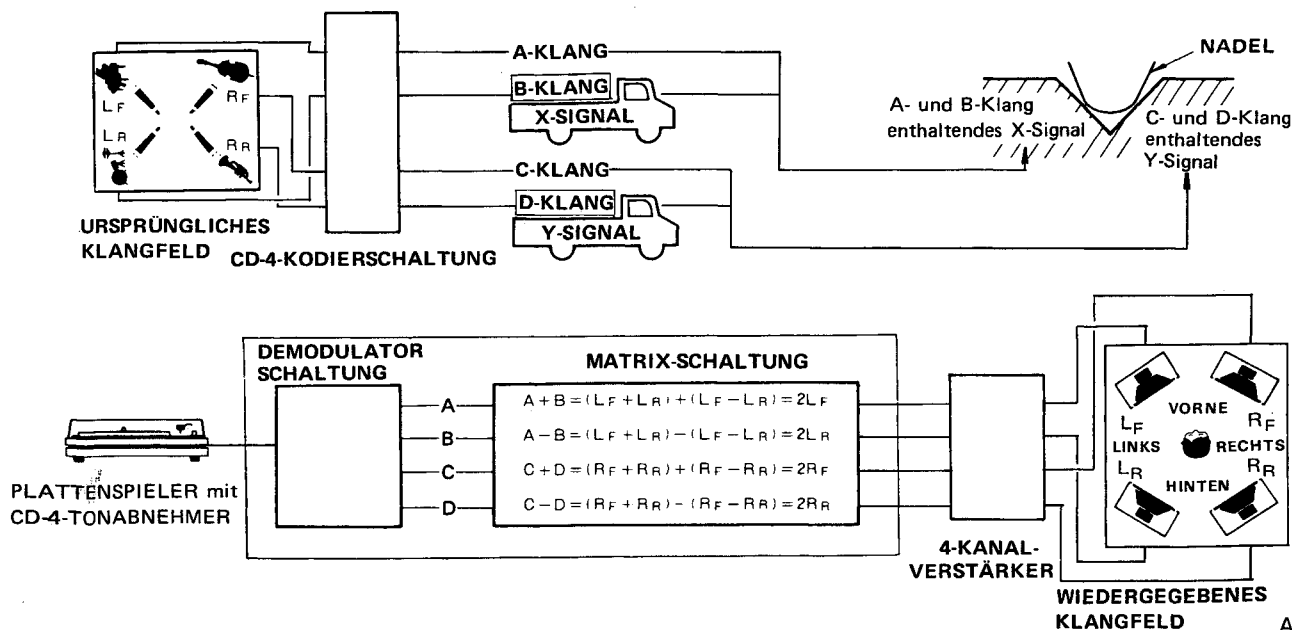 A-KLANG
NADEL
LF
RF
B-KLANG
X-SIGNAL
A- und B-Klang
enthaltendes X-Signal
C- und D-Klang
enthaltendes
Y-Signal
LR
RR
C-KLANG
D-KLANG
Y-SIGNAL
URSPRÜNGLICHES
KLANGFELD
CD-4-KODIERSCHALTUNG
DEMODULATOR
SCHALTUNG
MATRIX-SCHALTUNG
A
B
C
D
A+B=(LF+LR)+(LF−LR)=2LF
A−B=(LF+LR)−(LF−LR)=2LR
C+D=(RF+RR)+(RF−RR)=2RF
C−D=(RF+RR)−(RF−RR)=2RR
PLATTENSPIELER mit
CD-4-TONABNEHMER
4-KANAL-
VERSTÄRKER
VORNE
LF
RF
LINKS
RECHTS
LR
RR
HINTEN
WIEDERGEGEBENES
KLANGFELD
A